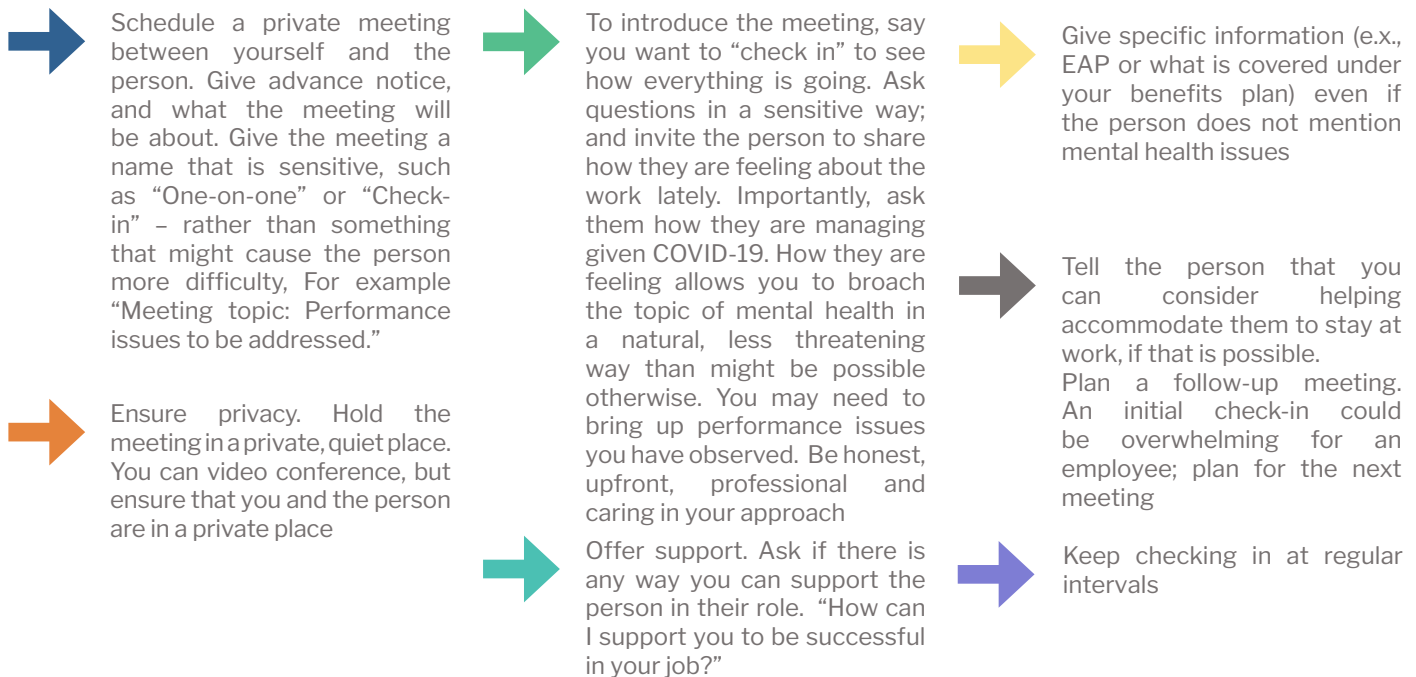 Schedule a private meeting
between yourself and the
person. Give advance notice,
and what the meeting will
be about. Give the meeting a
name that is sensitive, such
as “One-on-one” or “Check-
in” – rather than something
that might cause the person
more difficulty, For example
“Meeting topic: Performance
issues to be addressed.”
Ensure privacy. Hold the
meeting in a private, quiet place.
You can video conference, but
ensure that you and the person
are in a private place
To introduce the meeting, say
you want to “check in” to see
how everything is going. Ask
questions in a sensitive way;
and invite the person to share
how they are feeling about the
work lately. Importantly, ask
them how they are managing
given COVID-19. How they are
feeling allows you to broach
the topic of mental health in
a natural, less threatening
way than might be possible
otherwise. You may need to
bring up performance issues
you have observed. Be honest,
upfront, professional and
caring in your approach
Offer support. Ask if there is
any way you can support the
person in their role. “How can
I support you to be successful
in your job?”
Give specific information (e.x.,
EAP or what is covered under
your benefits plan) even if
the person does not mention
mental health issues
Tell the person that you
can consider helping
accommodate them to stay at
work, if that is possible.
Plan a follow-up meeting.
An initial check-in could
be overwhelming for an
employee; plan for the next
meeting
Keep checking in at regular
intervals